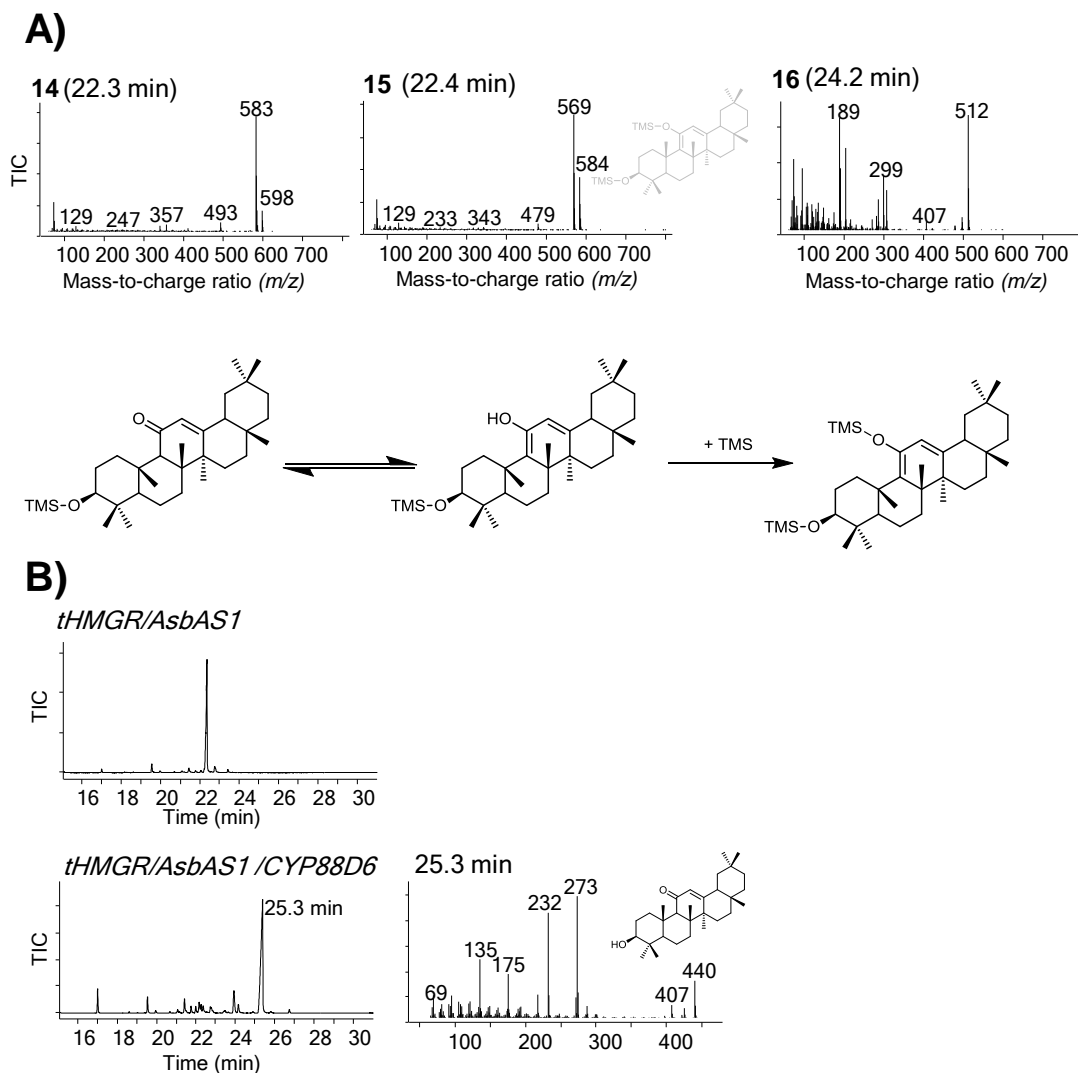 A)
14 (22.3 min)
15 (22.4 min)
16 (24.2 min)
TIC
583
598
129
247
357
493
100 200 300 400 500 600 700
Mass-to-charge ratio (m/z)
569
584
129
233
343
479
TMS-O
TMS-O
100 200 300 400 500 600 700
Mass-to-charge ratio (m/z)
189
512
299
407
100 200 300 400 500 600 700
Mass-to-charge ratio (m/z)
O
TMS-O
HO
TMS-O
+ TMS
TMS-O
TMS-O
B)
tHMGR/AsbAS1
TIC
16 18 20 22 24 26 28 30
Time (min)
tHMGR/AsbAS1 /CYP88D6
TIC
25.3 min
16 18 20 22 24 26 28 30
Time (min)
25.3 min
273
232
135
175
69
440
407
O
HO
100 200 300 400